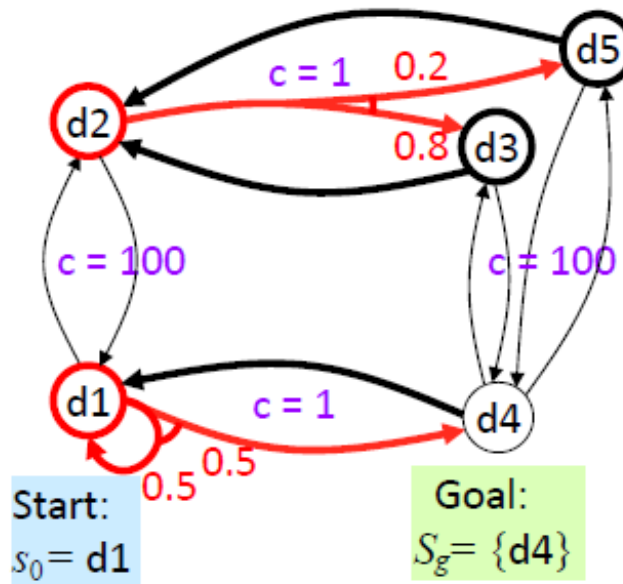 d5
c = 1
0.2
d2
0.8
d3
c = 100
c = 100
d1
c = 1
d4
0.5
0.5
Start:
s₀ = d1
Goal:
S_g = {d4}